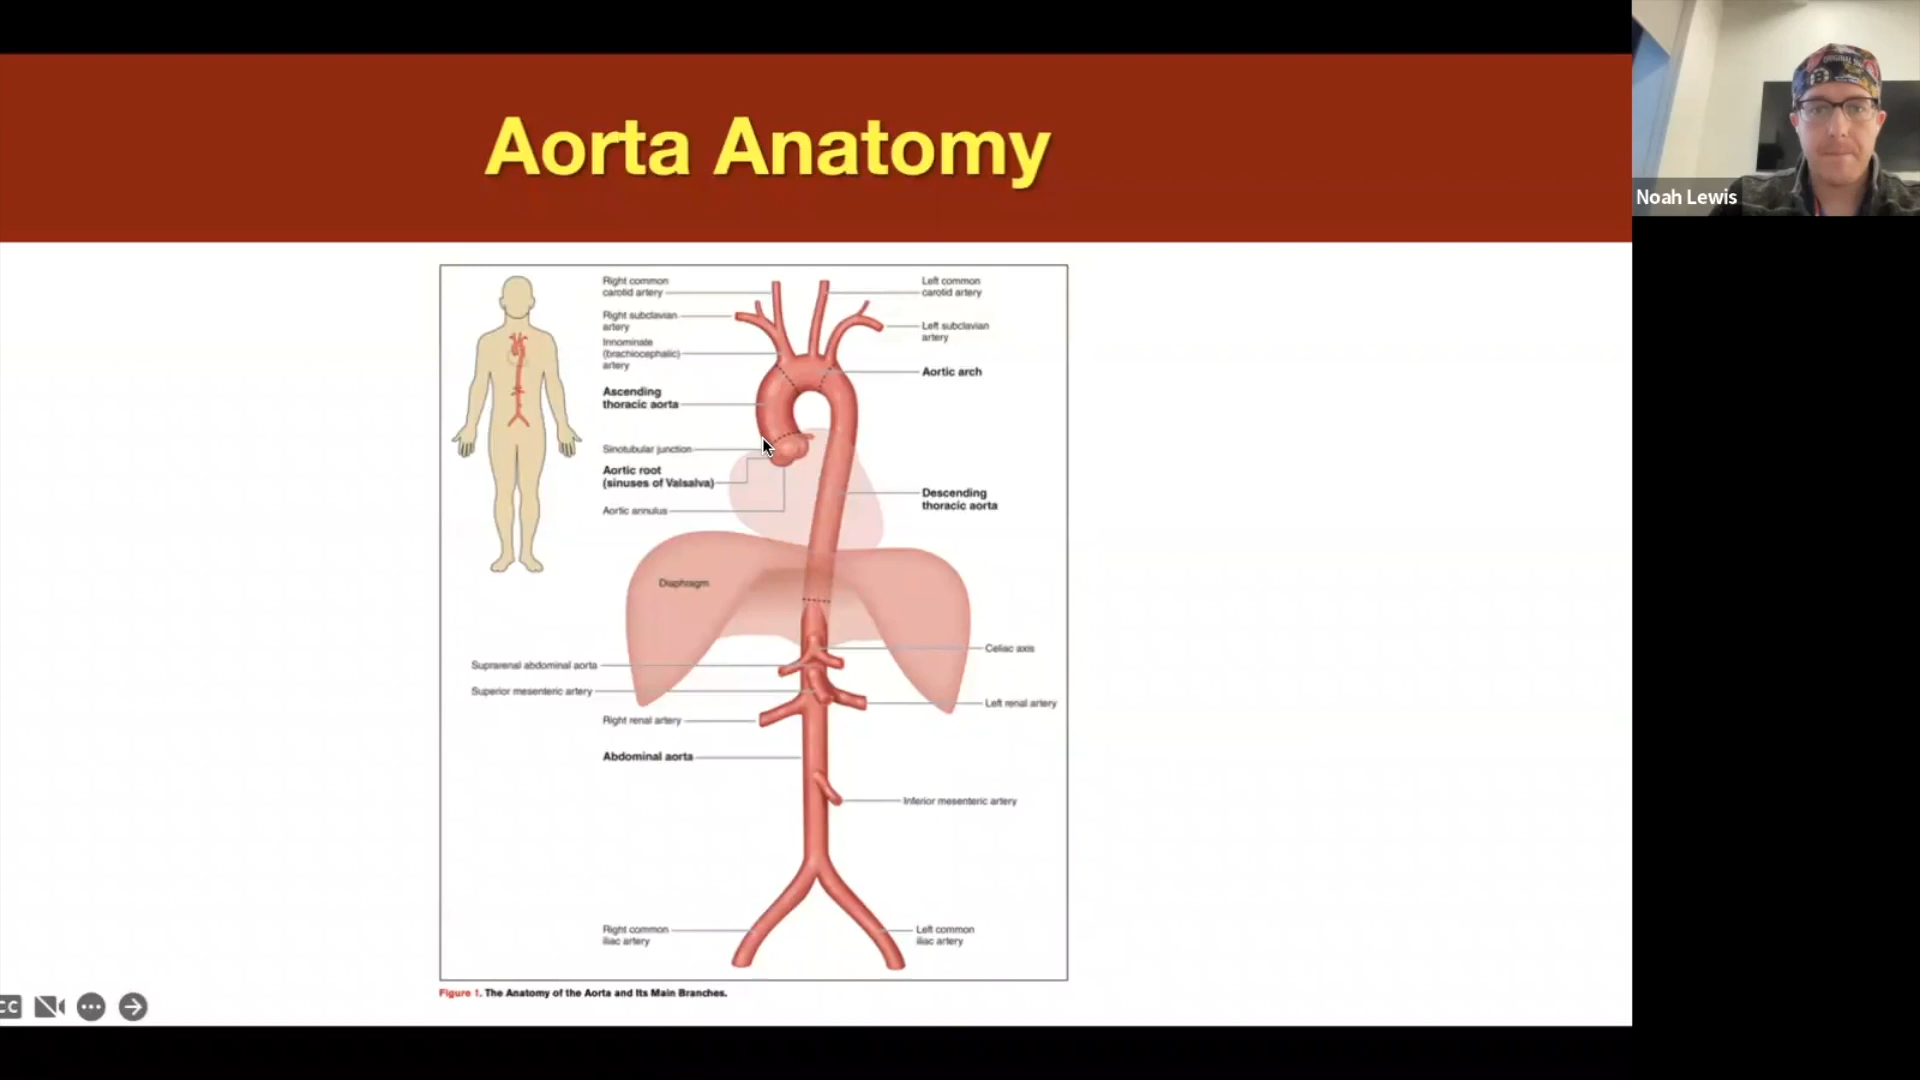 Aorta Anatomy
Noah Lewis
Right common
carotid artery
Left common
carotid artery
Right subclavian
artery
Left subclavian
artery
Innominate
(brachiocephalic)
artery
Aortic arch
Ascending
thoracic aorta
Sinotubular junction
Aortic root
(sinuses of Valsalva)
Aortic annulus
Descending
thoracic aorta
Diaphragm
Celiac axis
Suprarenal abdominal aorta
Superior mesenteric artery
Left renal artery
Right renal artery
Abdominal aorta
Inferior mesenteric artery
Right common
iliac artery
Left common
iliac artery
Figure 1. The Anatomy of the Aorta and Its Main Branches.
CC